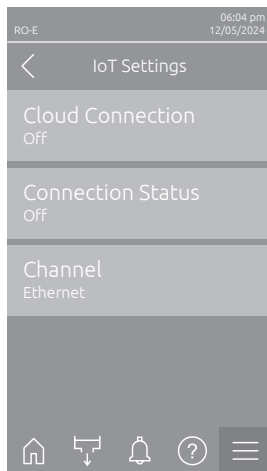 06:04 pm
RO-E
12/05/2024
IoT Settings
Cloud Connection
Off
Connection Status
Off
Channel
Ethernet
?